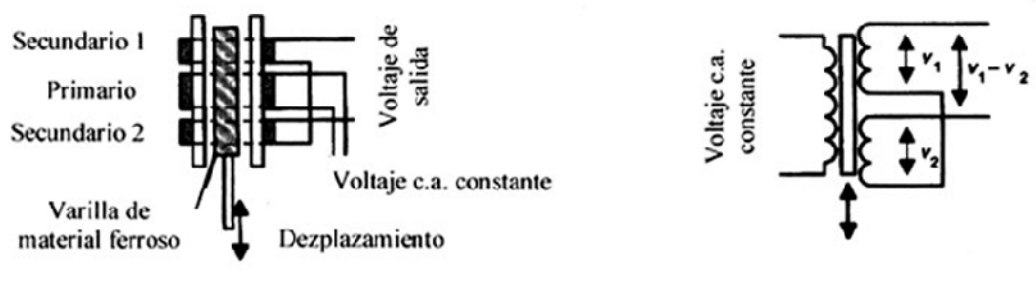 Secundario 1
Primario
Secundario 2
Voltaje de
salida
Voltaje c.a. constante
Varilla de
material ferroso
Dezplazamiento
Voltaje c.a.
constante
v₁
v₁ – v₂
v₂